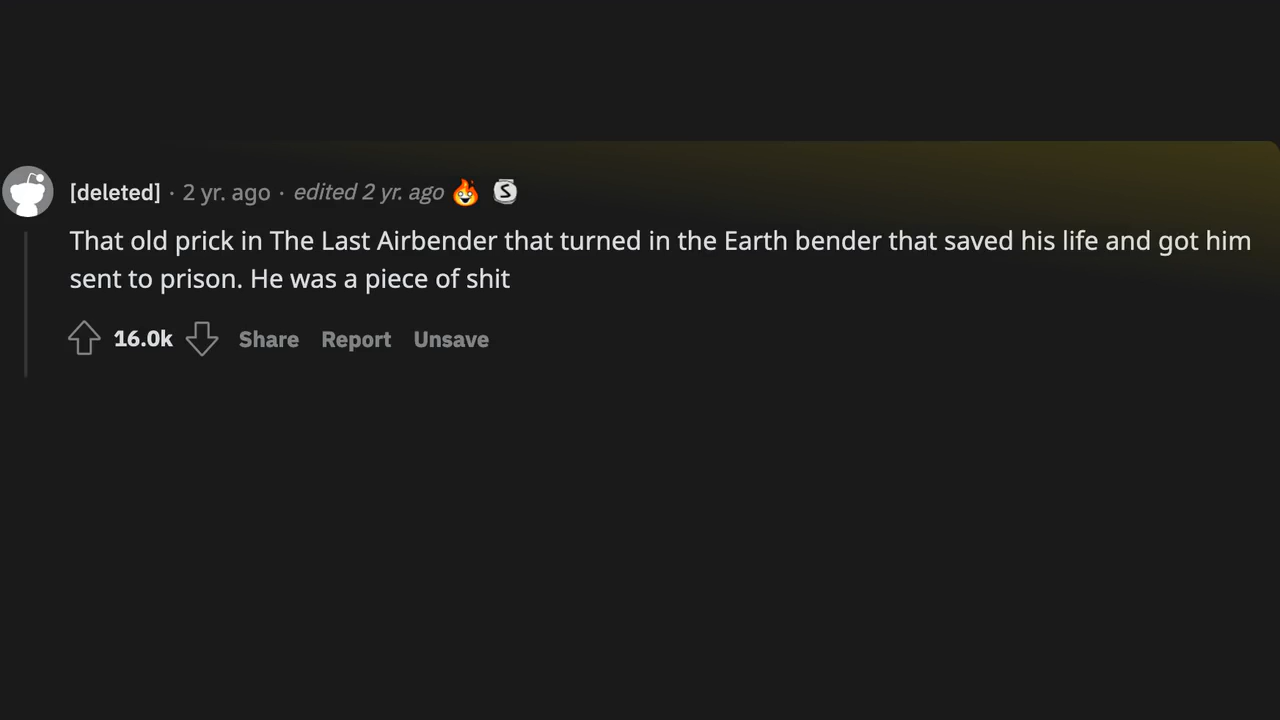 [deleted] · 2 yr. ago · edited 2 yr. ago
That old prick in The Last Airbender that turned in the Earth bender that saved his life and got him
sent to prison. He was a piece of shit
16.0k Share Report Unsave